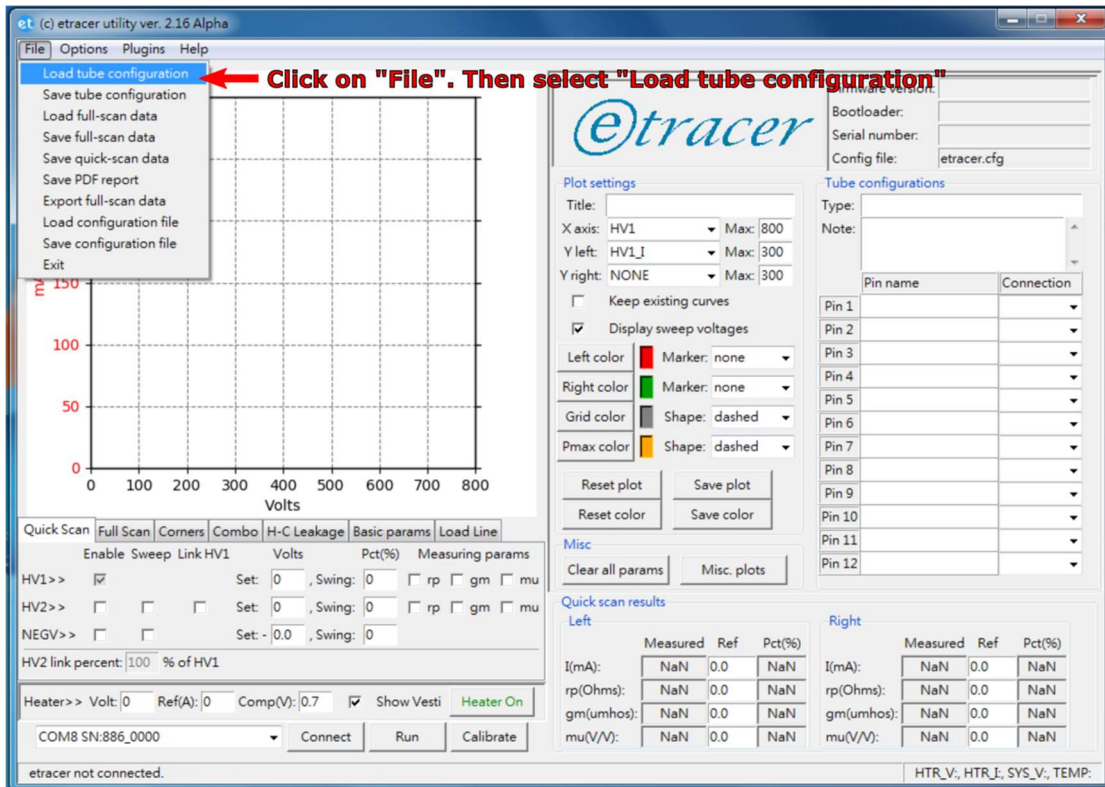 et (c) etracer utility ver. 2.16 Alpha
File Options Plugins Help
Load tube configuration
Save tube configuration
Load full-scan data
Save full-scan data
Save quick-scan data
Save PDF report
Export full-scan data
Load configuration file
Save configuration file
Exit
Click on "File". Then select "Load tube configuration"
etracer
Firmware version:
Bootloader:
Serial number:
Config file: etracer.cfg
mA
150
100
50
0
0 100 200 300 400 500 600 700 800
Volts
Plot settings
Title:
X axis: HV1 Max: 800
Y left: HV1_I Max: 300
Y right: NONE Max: 300
Keep existing curves
Display sweep voltages
Left color Marker: none
Right color Marker: none
Grid color Shape: dashed
Pmax color Shape: dashed
Reset plot Save plot
Reset color Save color
Misc
Clear all params Misc. plots
Tube configurations
Type:
Note:
Pin name Connection
Pin 1
Pin 2
Pin 3
Pin 4
Pin 5
Pin 6
Pin 7
Pin 8
Pin 9
Pin 10
Pin 11
Pin 12
Quick Scan Full Scan Corners Combo H-C Leakage Basic params Load Line
Enable Sweep Link HV1 Volts Pct(%) Measuring params
HV1>> Set: 0 , Swing: 0 rp gm mu
HV2>> Set: 0 , Swing: 0 rp gm mu
NEGV>> Set: - 0.0 , Swing: 0
HV2 link percent: 100 % of HV1
Heater>> Volt: 0 Ref(A): 0 Comp(V): 0.7 Show Vesti Heater On
COM8 SN:886_0000 Connect Run Calibrate
Quick scan results
Left
Measured Ref Pct(%)
I(mA): NaN 0.0 NaN
rp(Ohms): NaN 0.0 NaN
gm(umhos): NaN 0.0 NaN
mu(V/V): NaN 0.0 NaN
Right
Measured Ref Pct(%)
I(mA): NaN 0.0 NaN
rp(Ohms): NaN 0.0 NaN
gm(umhos): NaN 0.0 NaN
mu(V/V): NaN 0.0 NaN
etracer not connected.
HTR_V:, HTR_I:, SYS_V:, TEMP: